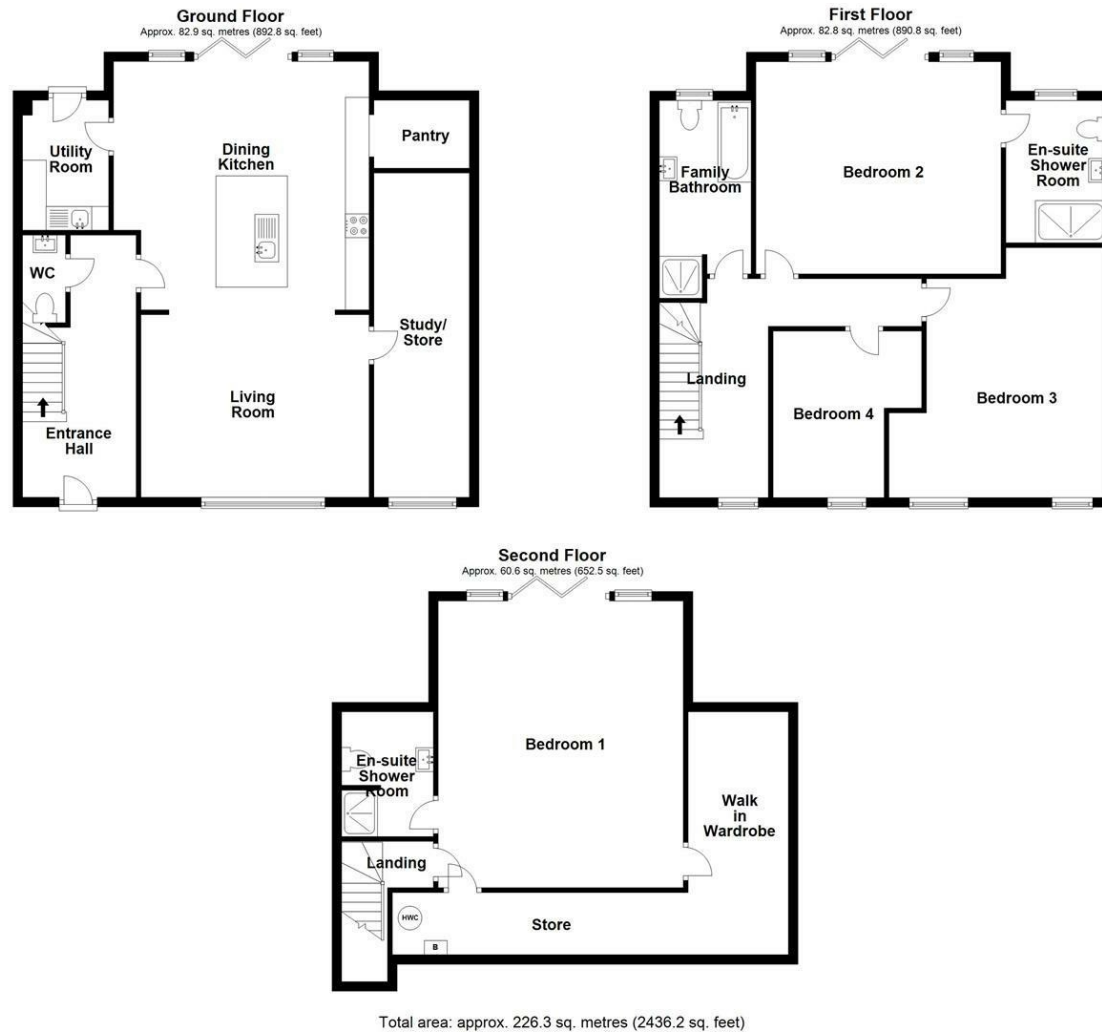 Ground Floor
Approx. 82.9 sq. metres (892.8 sq. feet)
Utility
Room
Dining
Kitchen
Pantry
WC
Study/
Store
Living
Room
Entrance
Hall
First Floor
Approx. 82.8 sq. metres (890.8 sq. feet)
Family
Bathroom
Bedroom 2
En-suite
Shower
Room
Landing
Bedroom 4
Bedroom 3
Second Floor
Approx. 60.6 sq. metres (652.5 sq. feet)
En-suite
Shower
Room
Bedroom 1
Walk
in
Wardrobe
Landing
HWC
B
Store
Total area: approx. 226.3 sq. metres (2436.2 sq. feet)